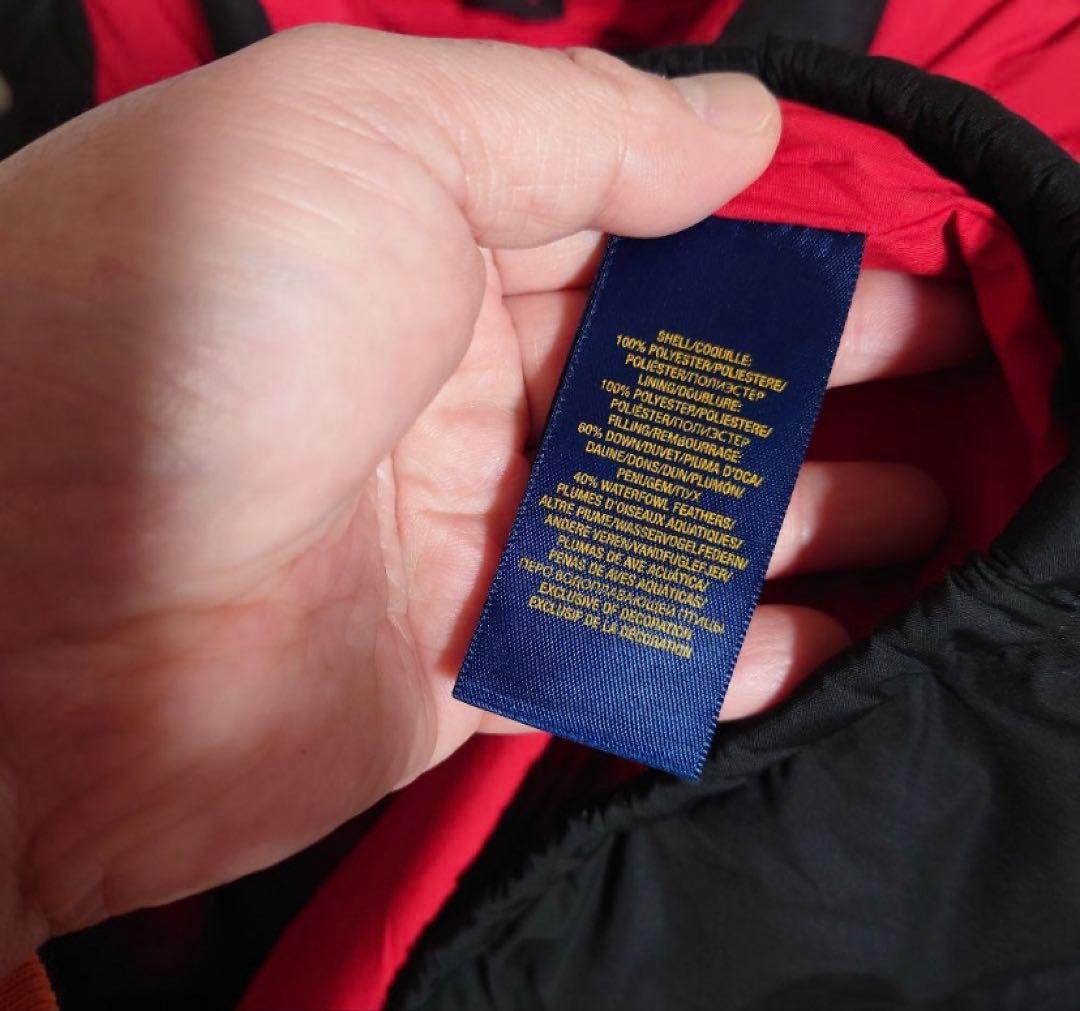 SHELL/COQUILLE:
100% POLYESTER/POLIESTERE/
POLIÉSTER/ПОЛИЭСТЕР
LINING/DOUBLURE:
100% POLYESTER/POLIESTERE/
POLIÉSTER/ПОЛИЭСТЕР
FILLING/REMBOURRAGE:
60% DOWN/DUVET/PIUMA D'OCA/
DAUNE/DONS/DUN/PLUMÓN/
PENUGEM/ПУХ
40% WATERFOWL FEATHERS/
PLUMES D'OISEAUX AQUATIQUES/
ALTRE PIUME/WASSERVOGELFEDERN/
ANDERE VEREN/VANDFUGLEFJER/
PLUMAS DE AVE ACUÁTICA/
PENAS DE AVES AQUÁTICAS/
ПЕРО ВОДОПЛАВАЮЩЕЙ ПТИЦЫ
EXCLUSIVE OF DECORATION
EXCLUSIF DE LA DECORATION